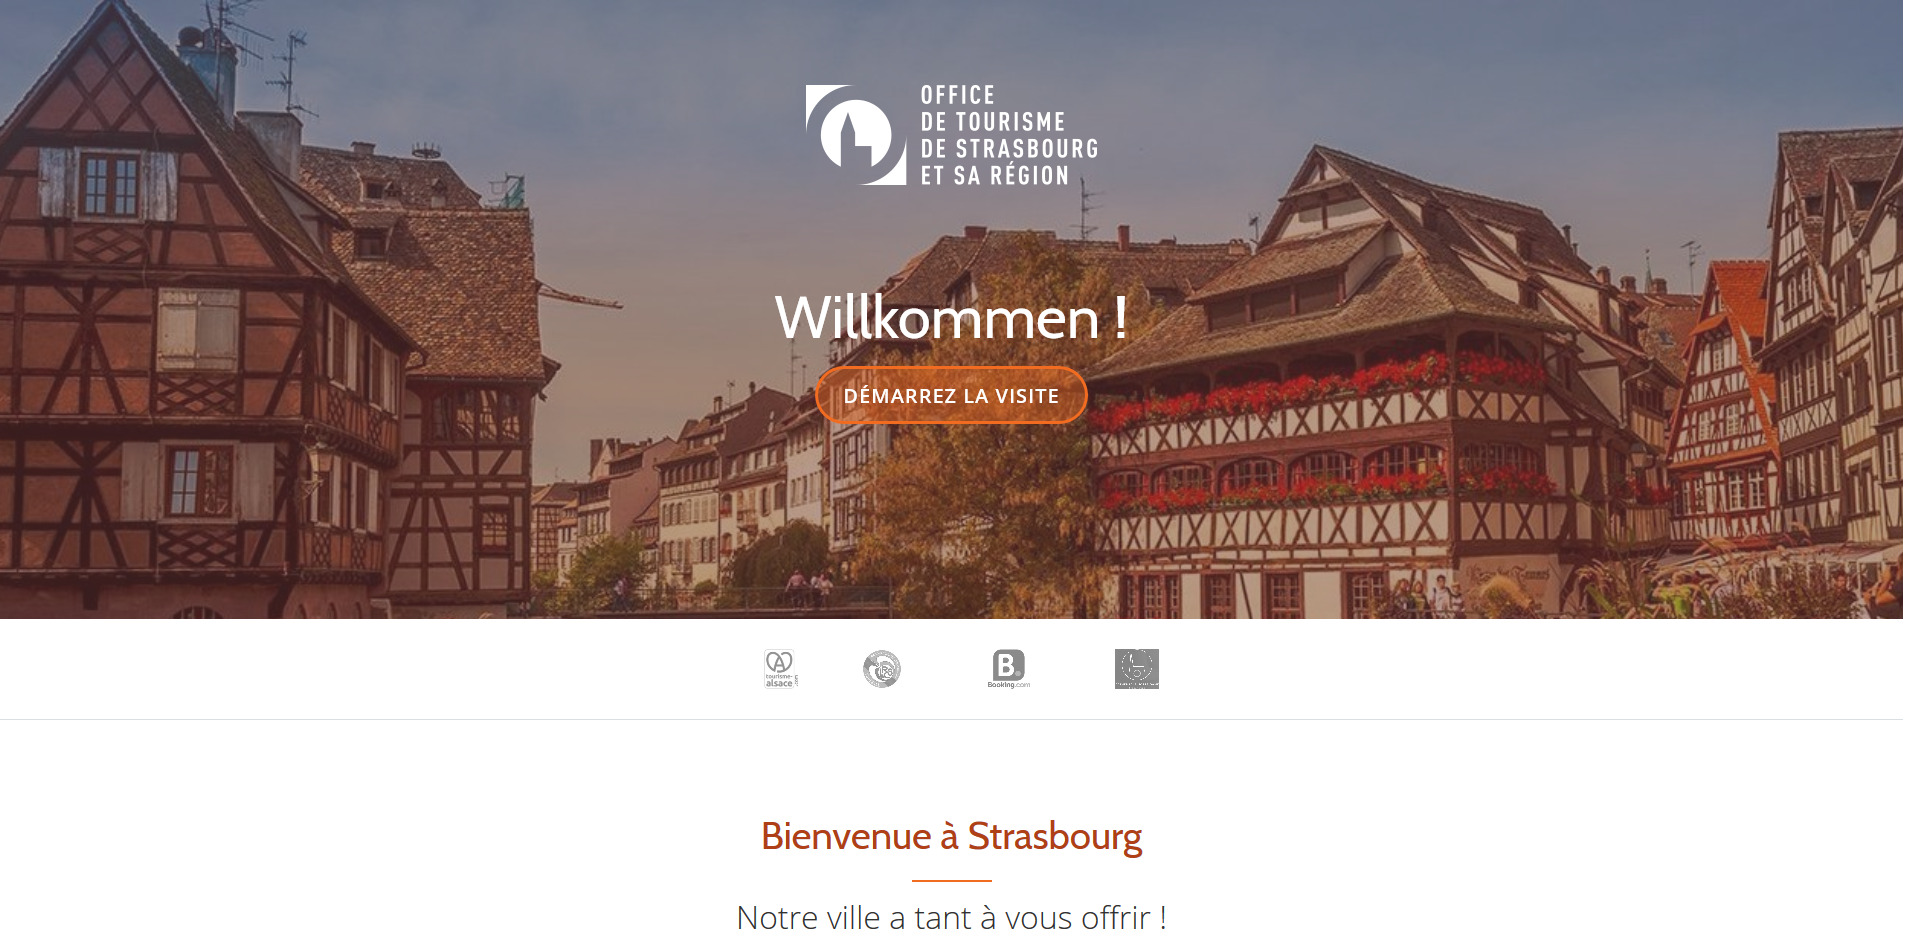 OFFICE
DE TOURISME
DE STRASBOURG
ET SA RÉGION
Willkommen !
DÉMARREZ LA VISITE
tourisme-
alsace
.com
B.
Booking.com
Bienvenue à Strasbourg
Notre ville a tant à vous offrir !